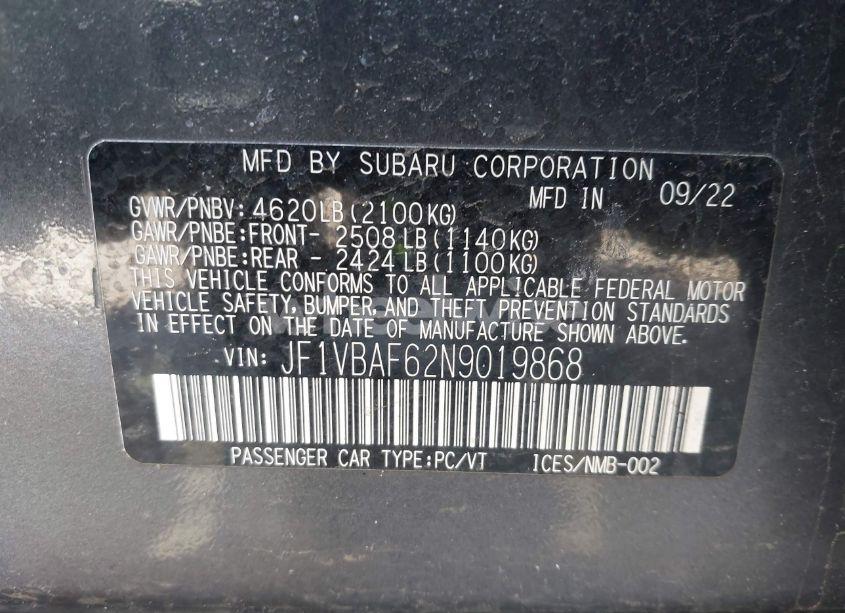 MFD BY SUBARU CORPORATION
MFD IN 09/22
GVWR/PNBV: 4620LB(2100KG)
GAWR/PNBE:FRONT- 2508LB(1140KG)
GAWR/PNBE:REAR - 2424LB(1100KG)
THIS VEHICLE CONFORMS TO ALL APPLICABLE FEDERAL MOTOR
VEHICLE SAFETY, BUMPER, AND THEFT PREVENTION STANDARDS
IN EFFECT ON THE DATE OF MANUFACTURE SHOWN ABOVE.
VIN: JF1VBAF62N9019868
PASSENGER CAR TYPE:PC/VT ICES/NMB-002